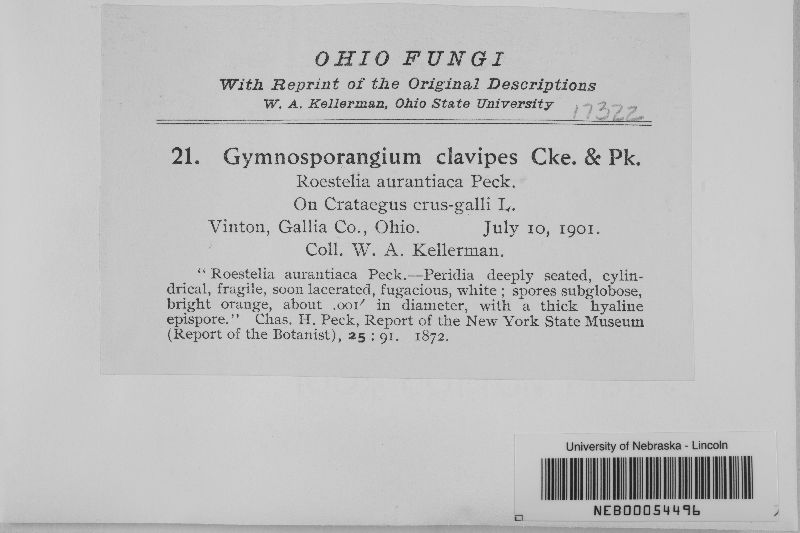 OHIO FUNGI
With Reprint of the Original Descriptions
W. A. Kellerman, Ohio State University
17322
21. Gymnosporangium clavipes Cke. & Pk.
Roestelia aurantiaca Peck.
On Crataegus crus-galli L.
Vinton, Gallia Co., Ohio. July 10, 1901.
Coll. W. A. Kellerman.
“Roestelia aurantiaca Peck.—Peridia deeply seated, cylin-
drical, fragile, soon lacerated, fugacious, white; spores subglobose,
bright orange, about .001′ in diameter, with a thick hyaline
epispore.” Chas. H. Peck, Report of the New York State Museum
(Report of the Botanist), 25 : 91. 1872.
University of Nebraska - Lincoln
NEB00054496